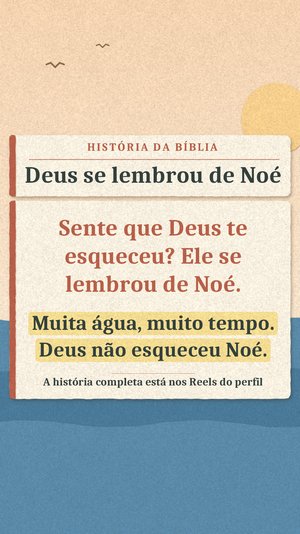 HISTÓRIA DA BÍBLIA
Deus se lembrou de Noé
Sente que Deus te
esqueceu? Ele se
lembrou de Noé.
Muita água, muito tempo.
Deus não esqueceu Noé.
A história completa está nos Reels do perfil